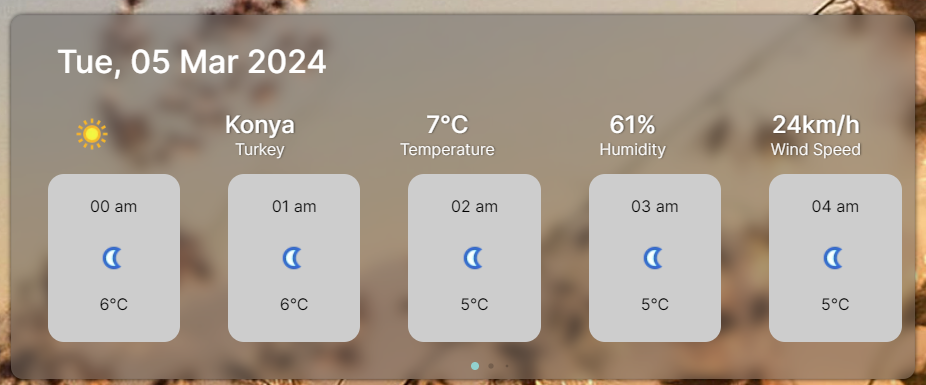 Tue, 05 Mar 2024
Konya 7°C 61% 24km/h
Turkey Temperature Humidity Wind Speed
00 am 01 am 02 am 03 am 04 am
6°C 6°C 5°C 5°C 5°C